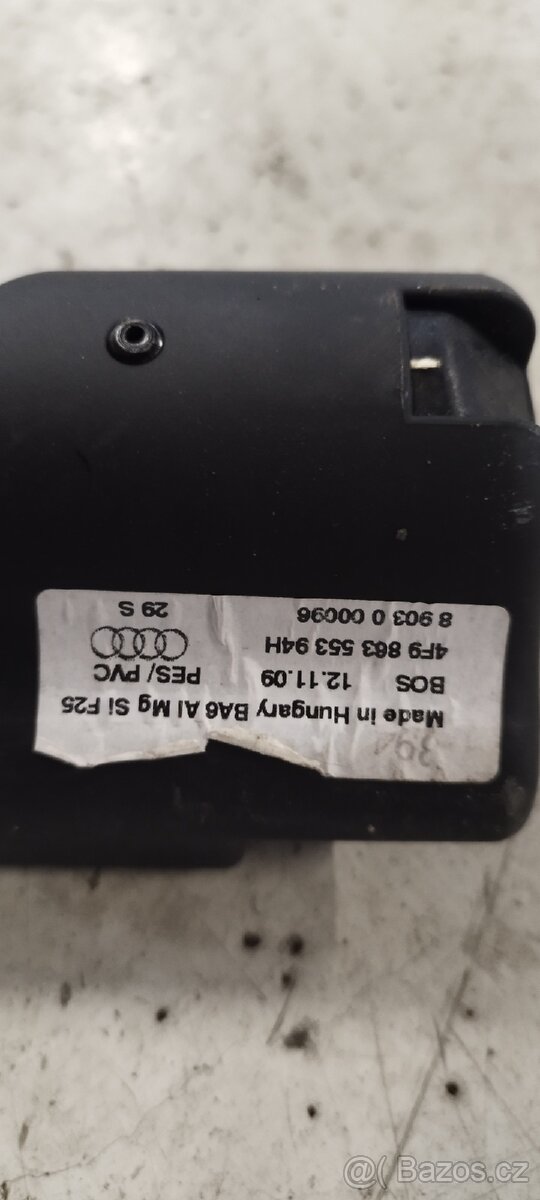 394
Made in Hungary BA6 Al Mg Si F25
BOS 12.11.09 PES/ PVC
4F9 863 553 94H
8 903 0 00096 29 S
@( Bazos.cz